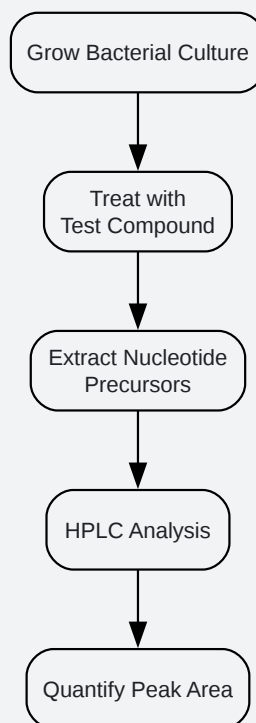 Grow Bacterial Culture
Treat with
Test Compound
Extract Nucleotide
Precursors
HPLC Analysis
Quantify Peak Area